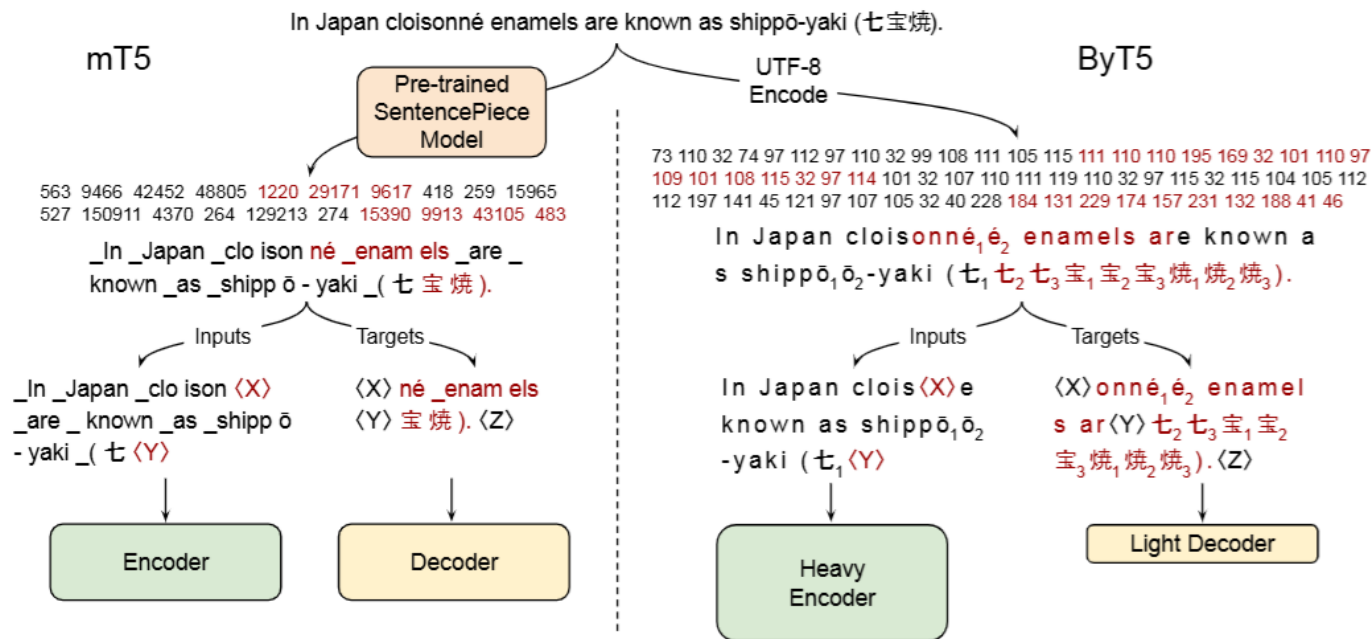 In Japan cloisonné enamels are known as shippō-yaki (七宝焼).
mT5
Pre-trained
SentencePiece
Model
563 9466 42452 48805 1220 29171 9617 418 259 15965
527 150911 4370 264 129213 274 15390 9913 43105 483
_In _Japan _clo ison né _enam els _are _
known _as _shipp ō - yaki _( 七 宝 焼 ).
Inputs
Targets
_In _Japan _clo ison 〈X〉
_are _ known _as _shipp ō
- yaki _( 七 〈Y〉
〈X〉 né _enam els
〈Y〉 宝 焼 ). 〈Z〉
Encoder
Decoder
ByT5
UTF-8
Encode
73 110 32 74 97 112 97 110 32 99 108 111 105 115 111 110 110 195 169 32 101 110 97
109 101 108 115 32 97 114 101 32 107 110 111 119 110 32 97 115 32 115 104 105 112
112 197 141 45 121 97 107 105 32 40 228 184 131 229 174 157 231 132 188 41 46
In Japan cloisonné₁é₂ enamels are known a
s shippō₁ō₂-yaki (七₁七₂七₃宝₁宝₂宝₃焼₁焼₂焼₃).
Inputs
Targets
In Japan clois〈X〉e
known as shippō₁ō₂
-yaki (七₁〈Y〉
〈X〉onné₁é₂ enamel
s ar〈Y〉七₂七₃宝₁宝₂
宝₃焼₁焼₂焼₃).〈Z〉
Heavy
Encoder
Light Decoder